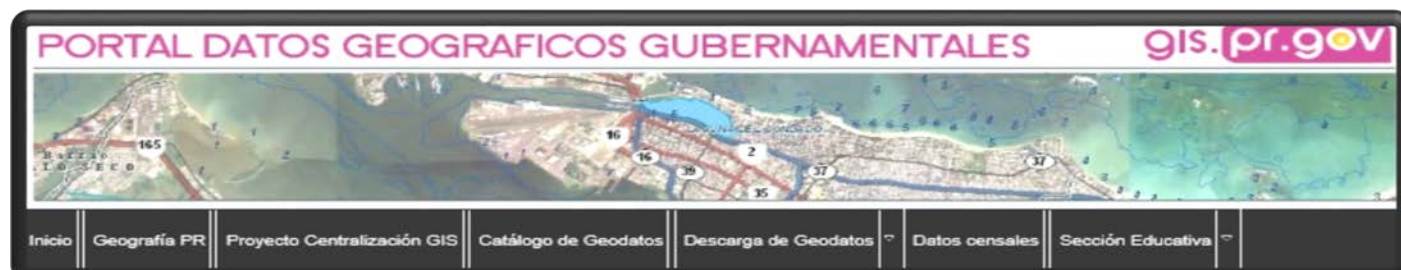 PORTAL DATOS GEOGRAFICOS GUBERNAMENTALES
gis.pr.gov
165
16
16
39
2
35
37
37
Inicio
Geografía PR
Proyecto Centralización GIS
Catálogo de Geodatos
Descarga de Geodatos
Datos censales
Sección Educativa